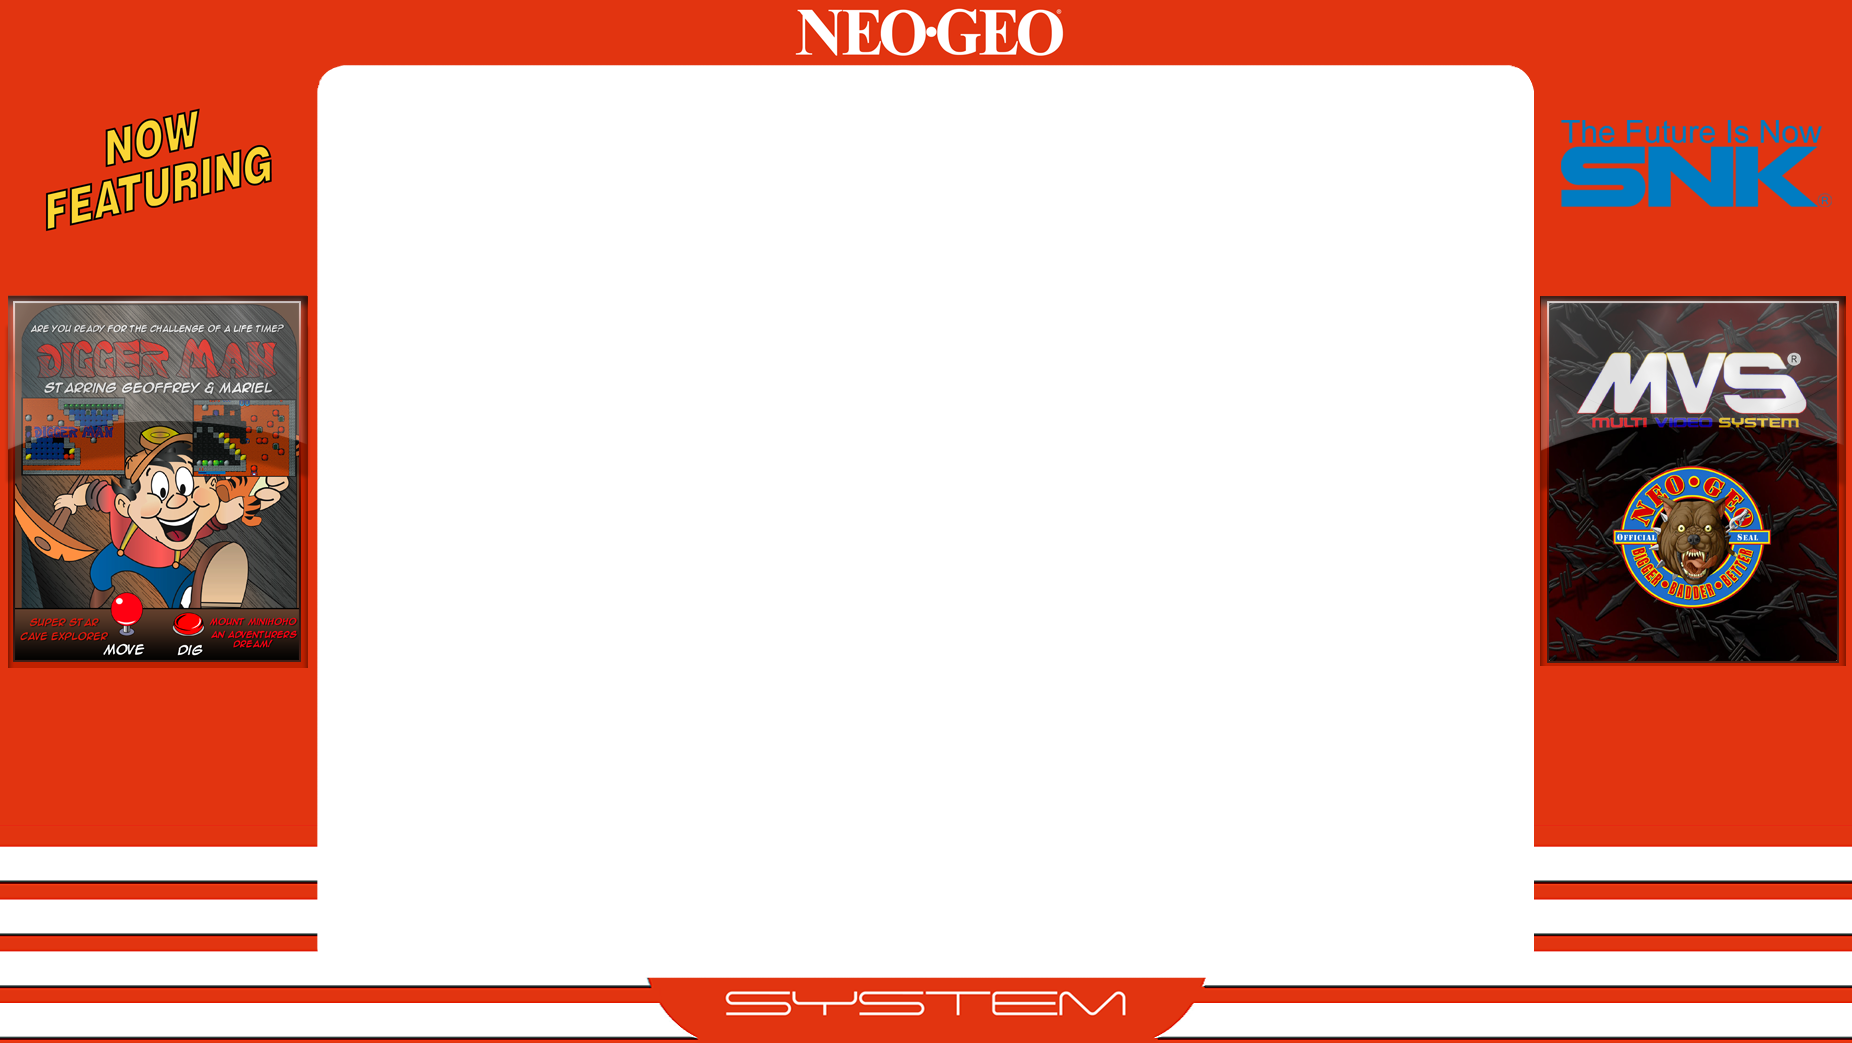 NEO•GEO®
NOW
FEATURING
The Future Is Now
SNK®
ARE YOU READY FOR THE CHALLENGE OF A LIFE TIME?
DIGGER MAN
STARRING GEOFFREY & MARIEL
DIGGER MAN
SUPER STAR
CAVE EXPLORER
MOVE
DIG
MOUNT MINIHOHO
AN ADVENTURERS
DREAM!
MVS®
MULTI VIDEO SYSTEM
NEO•GEO
OFFICIAL SEAL
BIGGER•BADDER•BETTER
SYSTEM